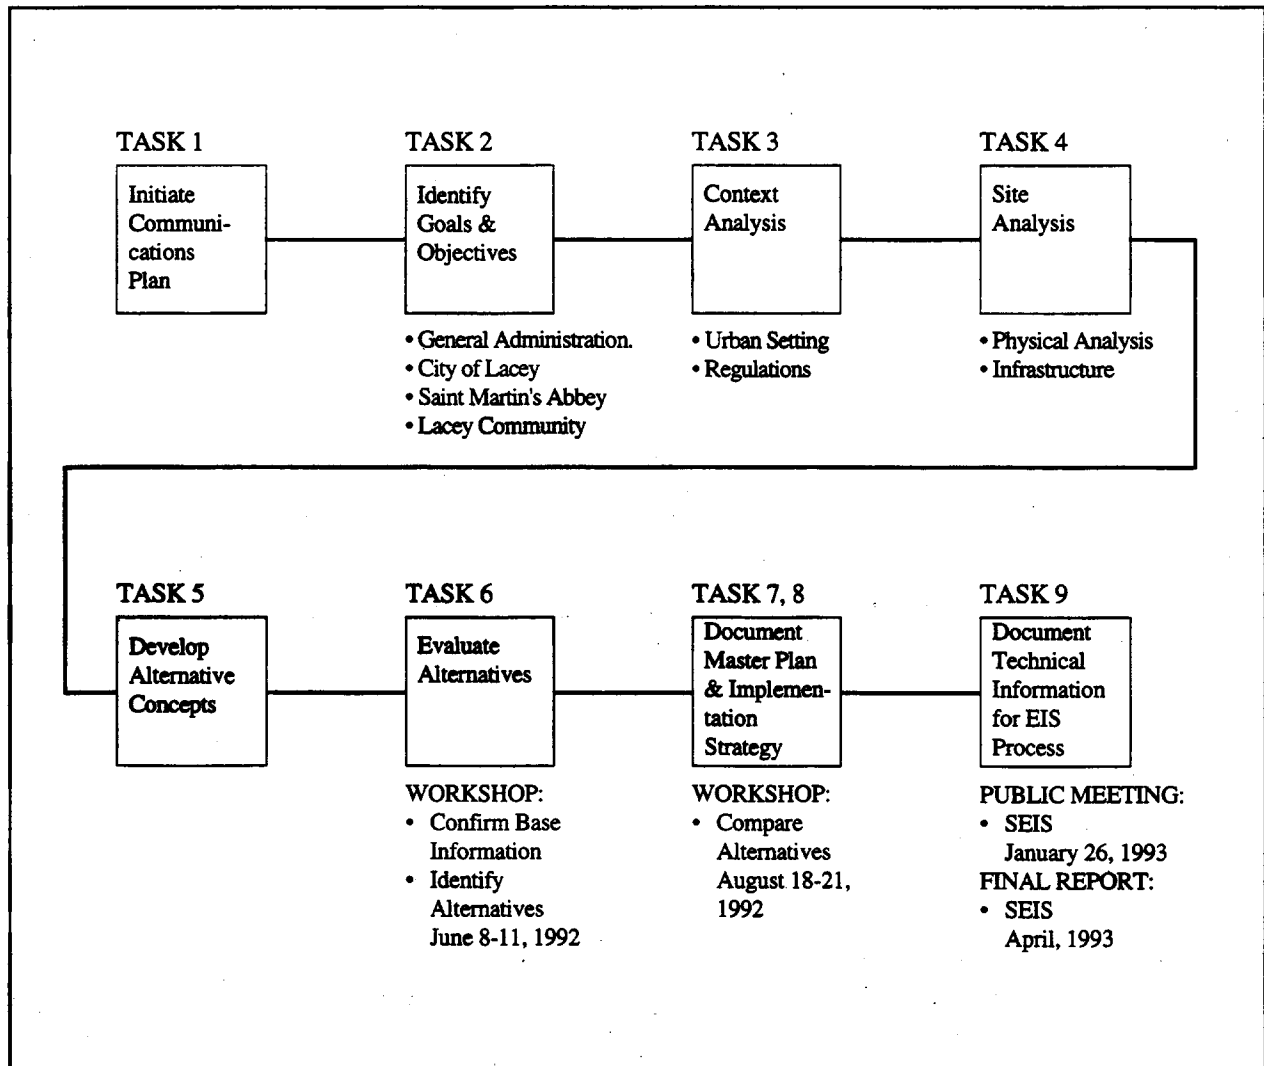 TASK 1
Initiate
Communi-
cations
Plan
TASK 2
Identify
Goals &
Objectives
• General Administration.
• City of Lacey
• Saint Martin's Abbey
• Lacey Community
TASK 3
Context
Analysis
• Urban Setting
• Regulations
TASK 4
Site
Analysis
• Physical Analysis
• Infrastructure
TASK 5
Develop
Alternative
Concepts
TASK 6
Evaluate
Alternatives
WORKSHOP:
• Confirm Base
Information
• Identify
Alternatives
June 8-11, 1992
TASK 7, 8
Document
Master Plan
& Implemen-
tation
Strategy
WORKSHOP:
• Compare
Alternatives
August 18-21,
1992
TASK 9
Document
Technical
Information
for EIS
Process
PUBLIC MEETING:
• SEIS
January 26, 1993
FINAL REPORT:
• SEIS
April, 1993